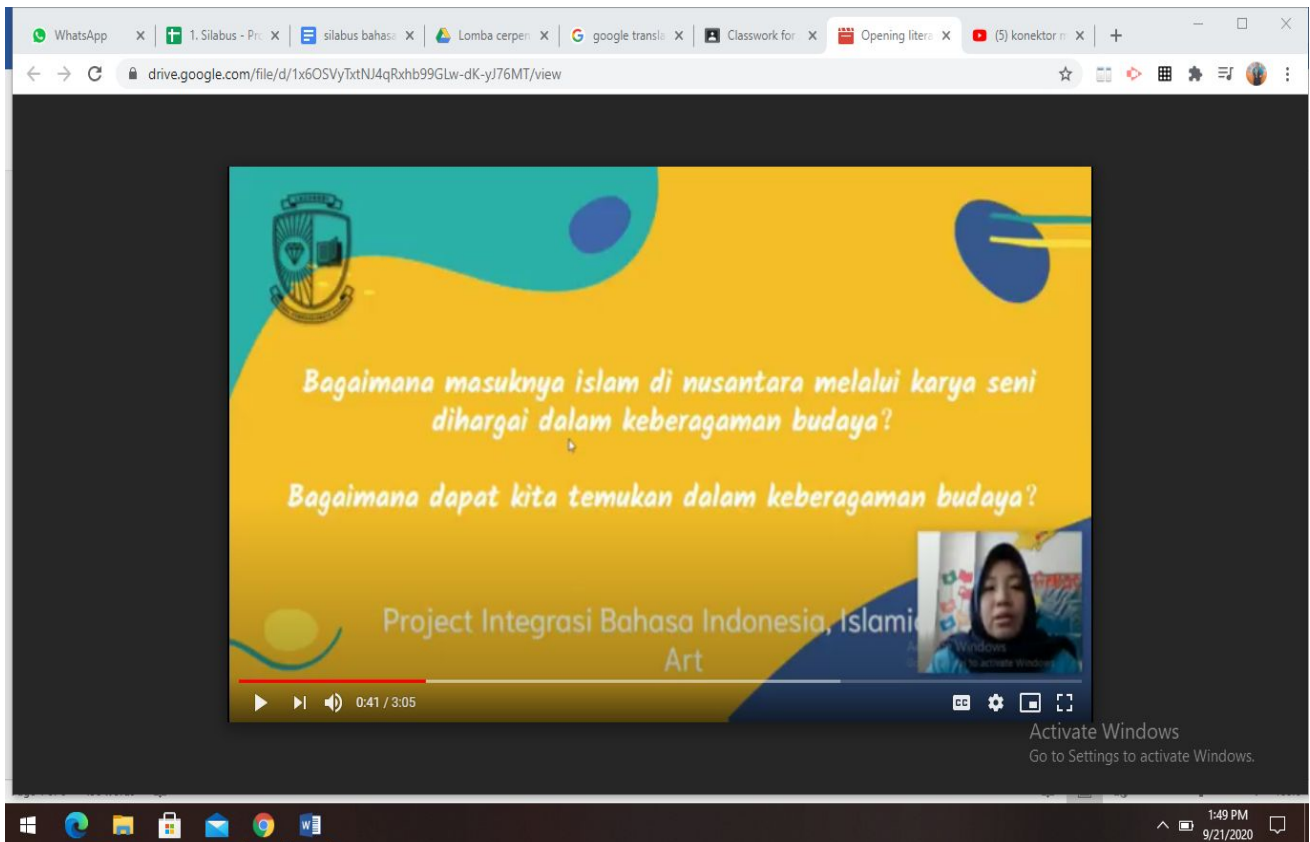 WhatsApp
1. Silabus - Pro
silabus bahasa
Lomba cerpen
google transla
Classwork for
Opening litera
(5) konektor m
drive.google.com/file/d/1x6OSVyTxtNJ4qRxhb99GLw-dK-yJ76MT/view
Bagaimana masuknya islam di nusantara melalui karya seni
dihargai dalam keberagaman budaya?
Bagaimana dapat kita temukan dalam keberagaman budaya?
Project Integrasi Bahasa Indonesia, Islamic
Art
0:41 / 3:05
CC
Activate Windows
Go to Settings to activate Windows.
1:49 PM
9/21/2020